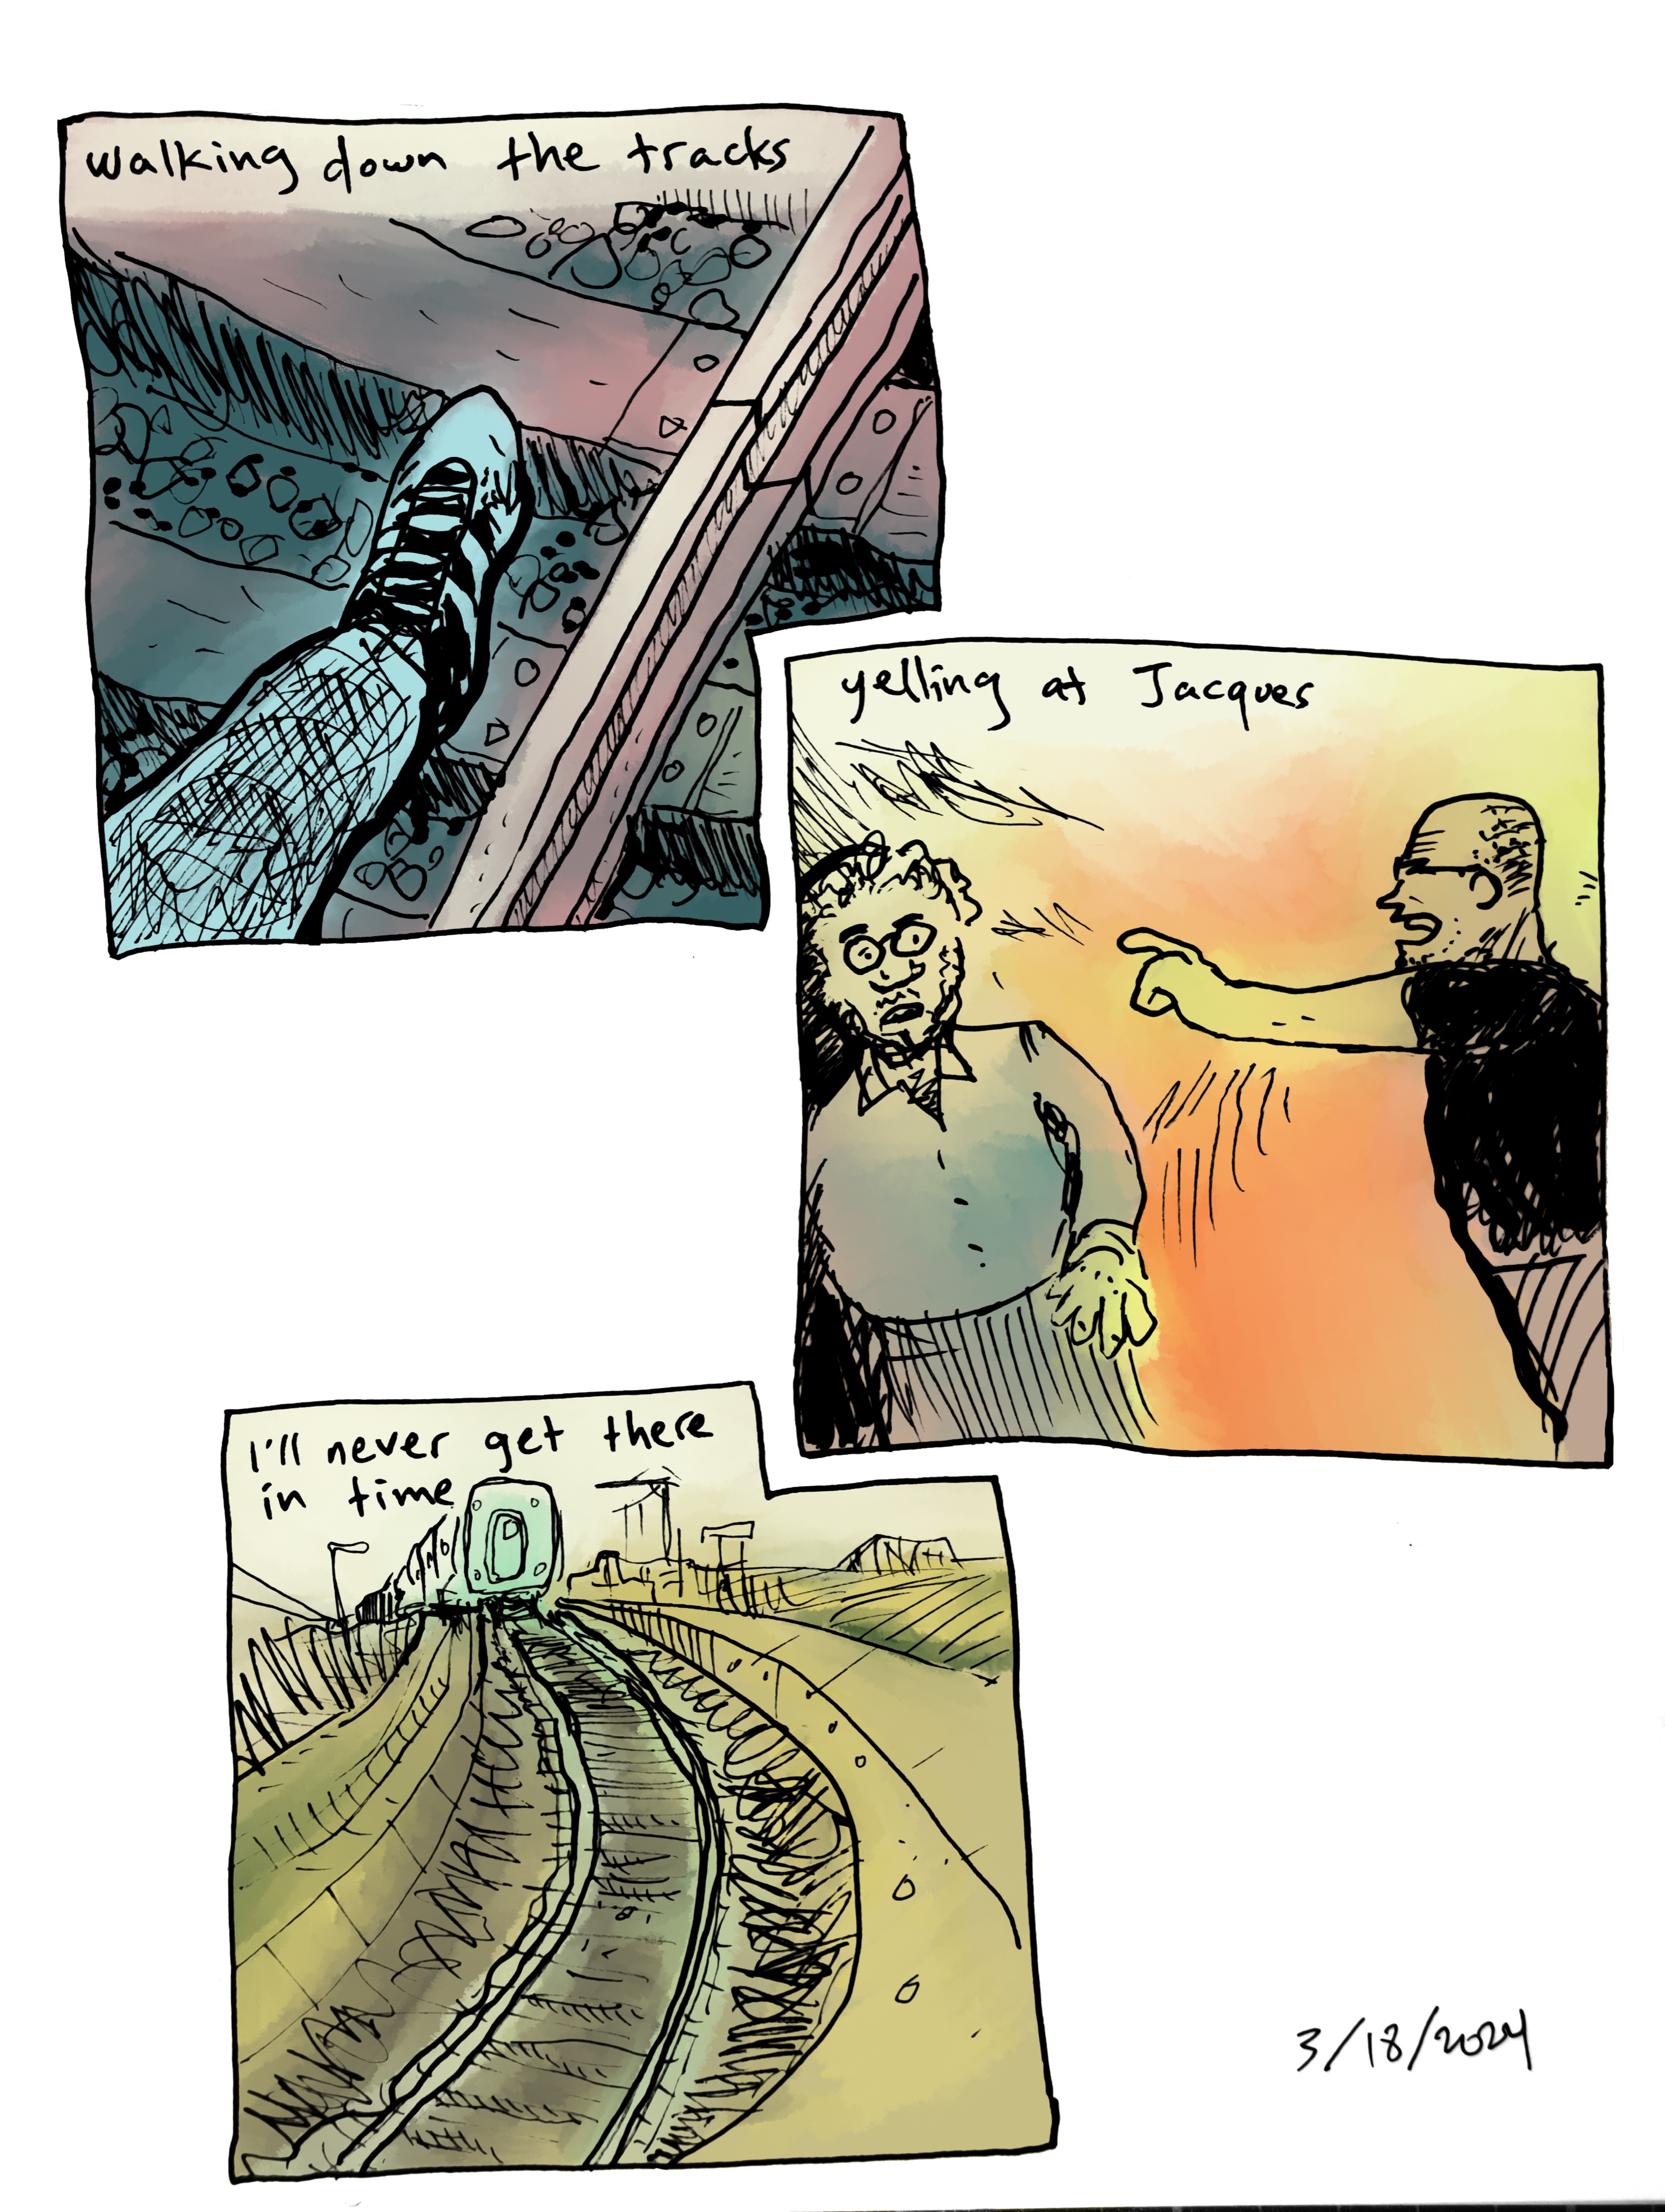 walking down the tracks
yelling at Jacques
I'll never get there
in time
3/18/2024